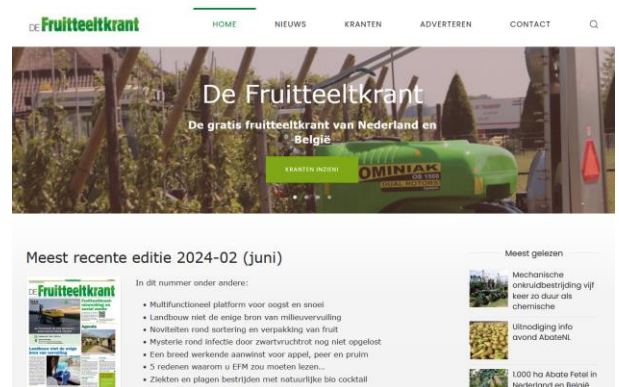 DE Fruitteeltkrant
HOME NIEUWS KRANTEN ADVERTEREN CONTACT
De Fruitteeltkrant
De gratis fruitteeltkrant van Nederland en
België
KRANTEN INZIEN!
DOMINIAK
Meest recente editie 2024-02 (juni)
DE Fruitteeltkrant
In dit nummer onder andere:
• Multifunctioneel platform voor oogst en snoei
• Landbouw niet de enige bron van milieuvervuiling
• Noviteiten rond sortering en verpakking van fruit
• Mysterie rond infectie door zwartvruchtrot nog niet opgelost
• Een breed werkende aanwinst voor appel, peer en pruim
• 5 redenen waarom u EFM zou moeten lezen...
• Ziekten en plagen bestrijden met natuurlijke bio cocktail
Meest gelezen
Mechanische
onkruidbestrijding vijf
keer zo duur als
chemische
Uitnodiging info
avond AbateNL
1.000 ha Abate Fetel in
Nederland en België